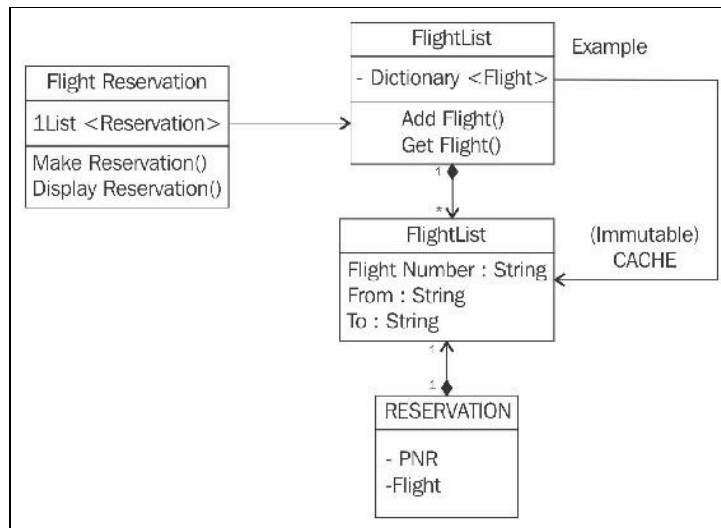 FlightList
Example
- Dictionary <Flight>
Add Flight()
Get Flight()
Flight Reservation
1List <Reservation>
Make Reservation()
Display Reservation()
1
*
FlightList
Flight Number : String
From : String
To : String
(Immutable)
CACHE
1
1
RESERVATION
- PNR
-Flight